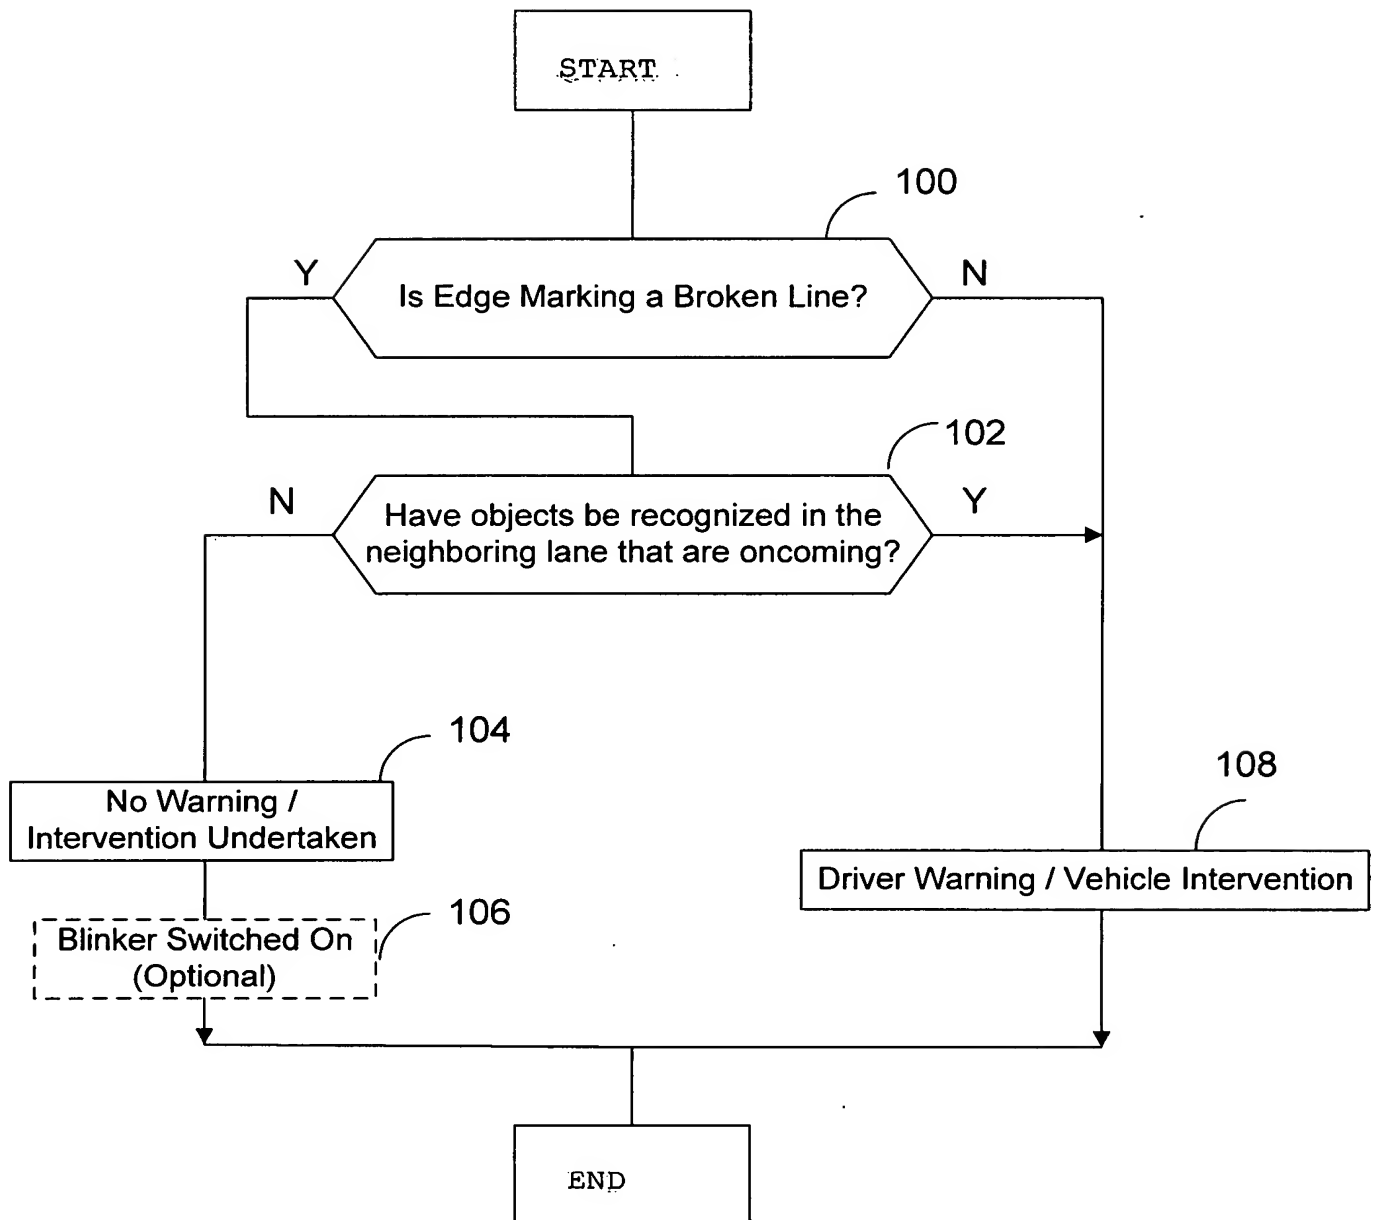 START
100
Y
Is Edge Marking a Broken Line?
N
102
N
Have objects be recognized in the
neighboring lane that are oncoming?
Y
104
No Warning /
Intervention Undertaken
108
Driver Warning / Vehicle Intervention
106
Blinker Switched On
(Optional)
END